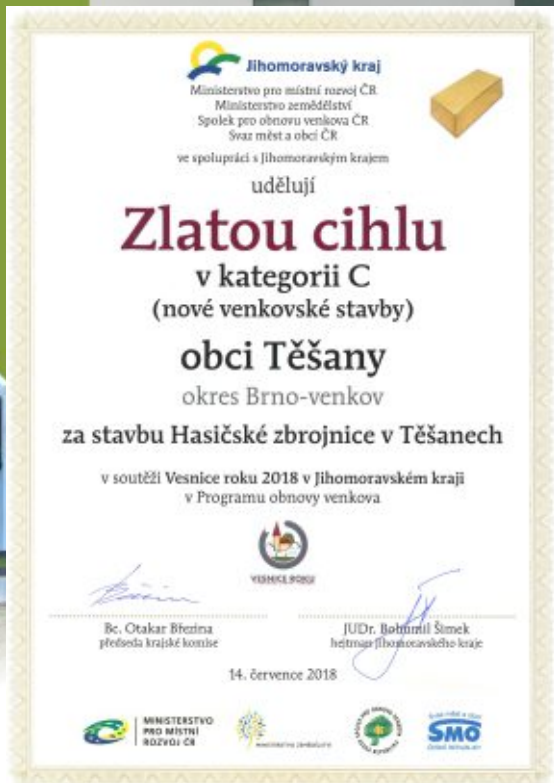 Jihomoravský kraj
Ministerstvo pro místní rozvoj ČR
Ministerstvo zemědělství
Spolek pro obnovu venkova ČR
Svaz měst a obcí ČR
ve spolupráci s Jihomoravským krajem
udělují
Zlatou cihlu
v kategorii C
(nové venkovské stavby)
obci Těšany
okres Brno-venkov
za stavbu Hasičské zbrojnice v Těšanech
v soutěži Vesnice roku 2018 v Jihomoravském kraji
v Programu obnovy venkova
VESNICE ROKU
Bc. Otakar Březina
předseda krajské komise
JUDr. Bohumil Šimek
hejtman Jihomoravského kraje
14. července 2018
MINISTERSTVO
PRO MÍSTNÍ
ROZVOJ ČR
MINISTERSTVO ZEMĚDĚLSTVÍ
SMO